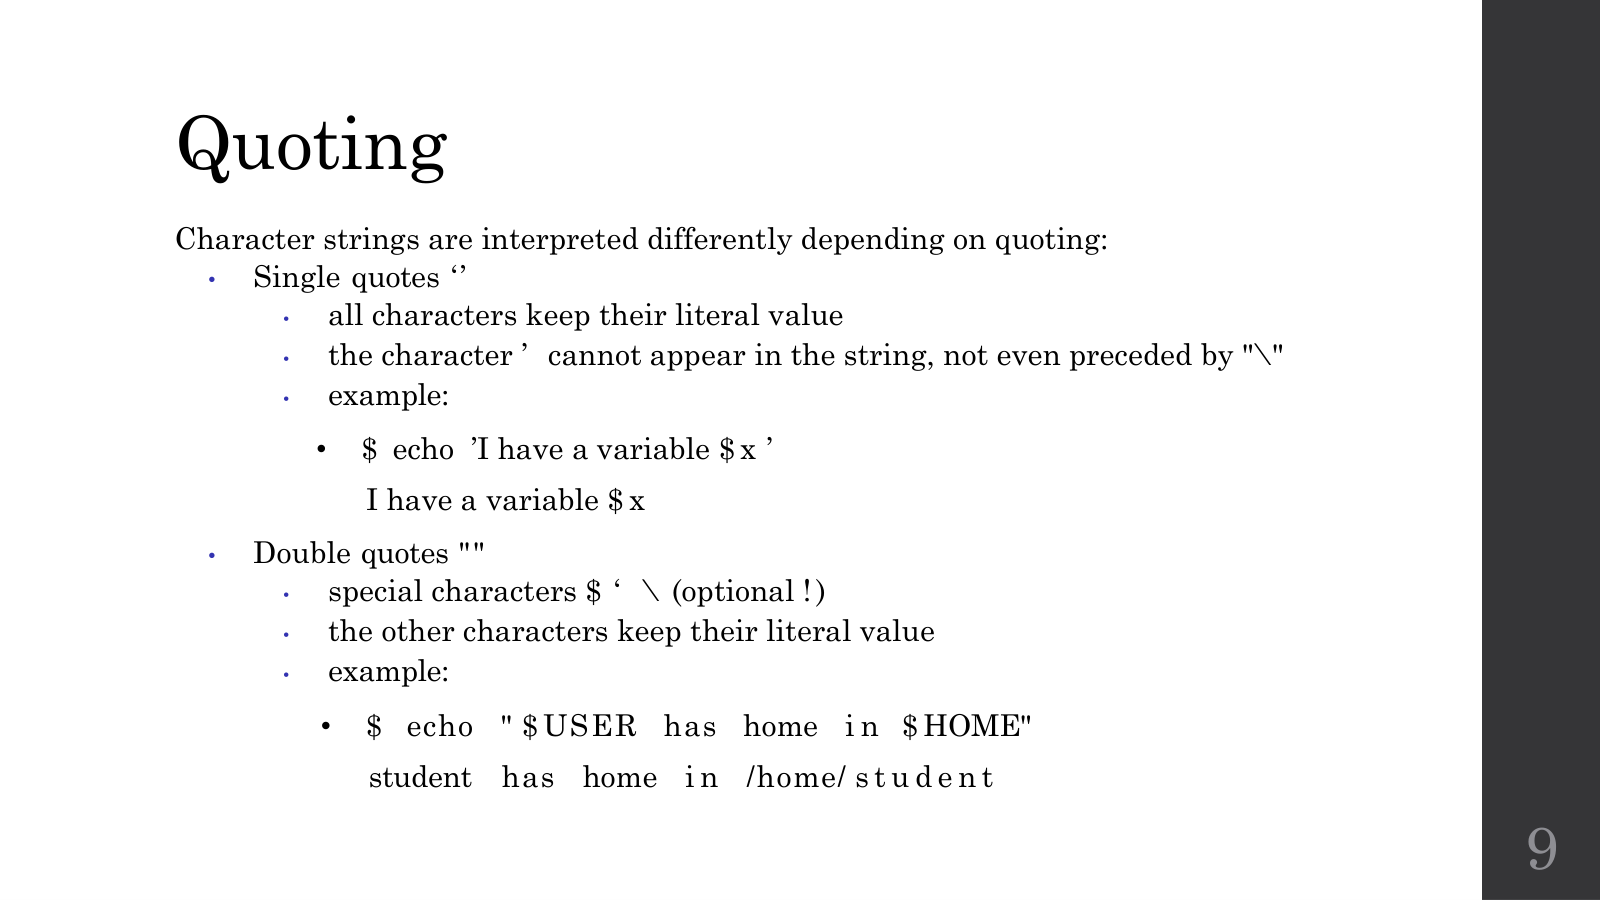 Quoting
Character strings are interpreted differently depending on quoting:
• Single quotes ‘’
• all characters keep their literal value
• the character ’ cannot appear in the string, not even preceded by "\"
• example:
• $ echo ’I have a variable $x ’
I have a variable $x
• Double quotes ""
• special characters $ ‘ \ (optional !)
• the other characters keep their literal value
• example:
• $ echo "$USER has home in $HOME"
student has home in /home/student
9